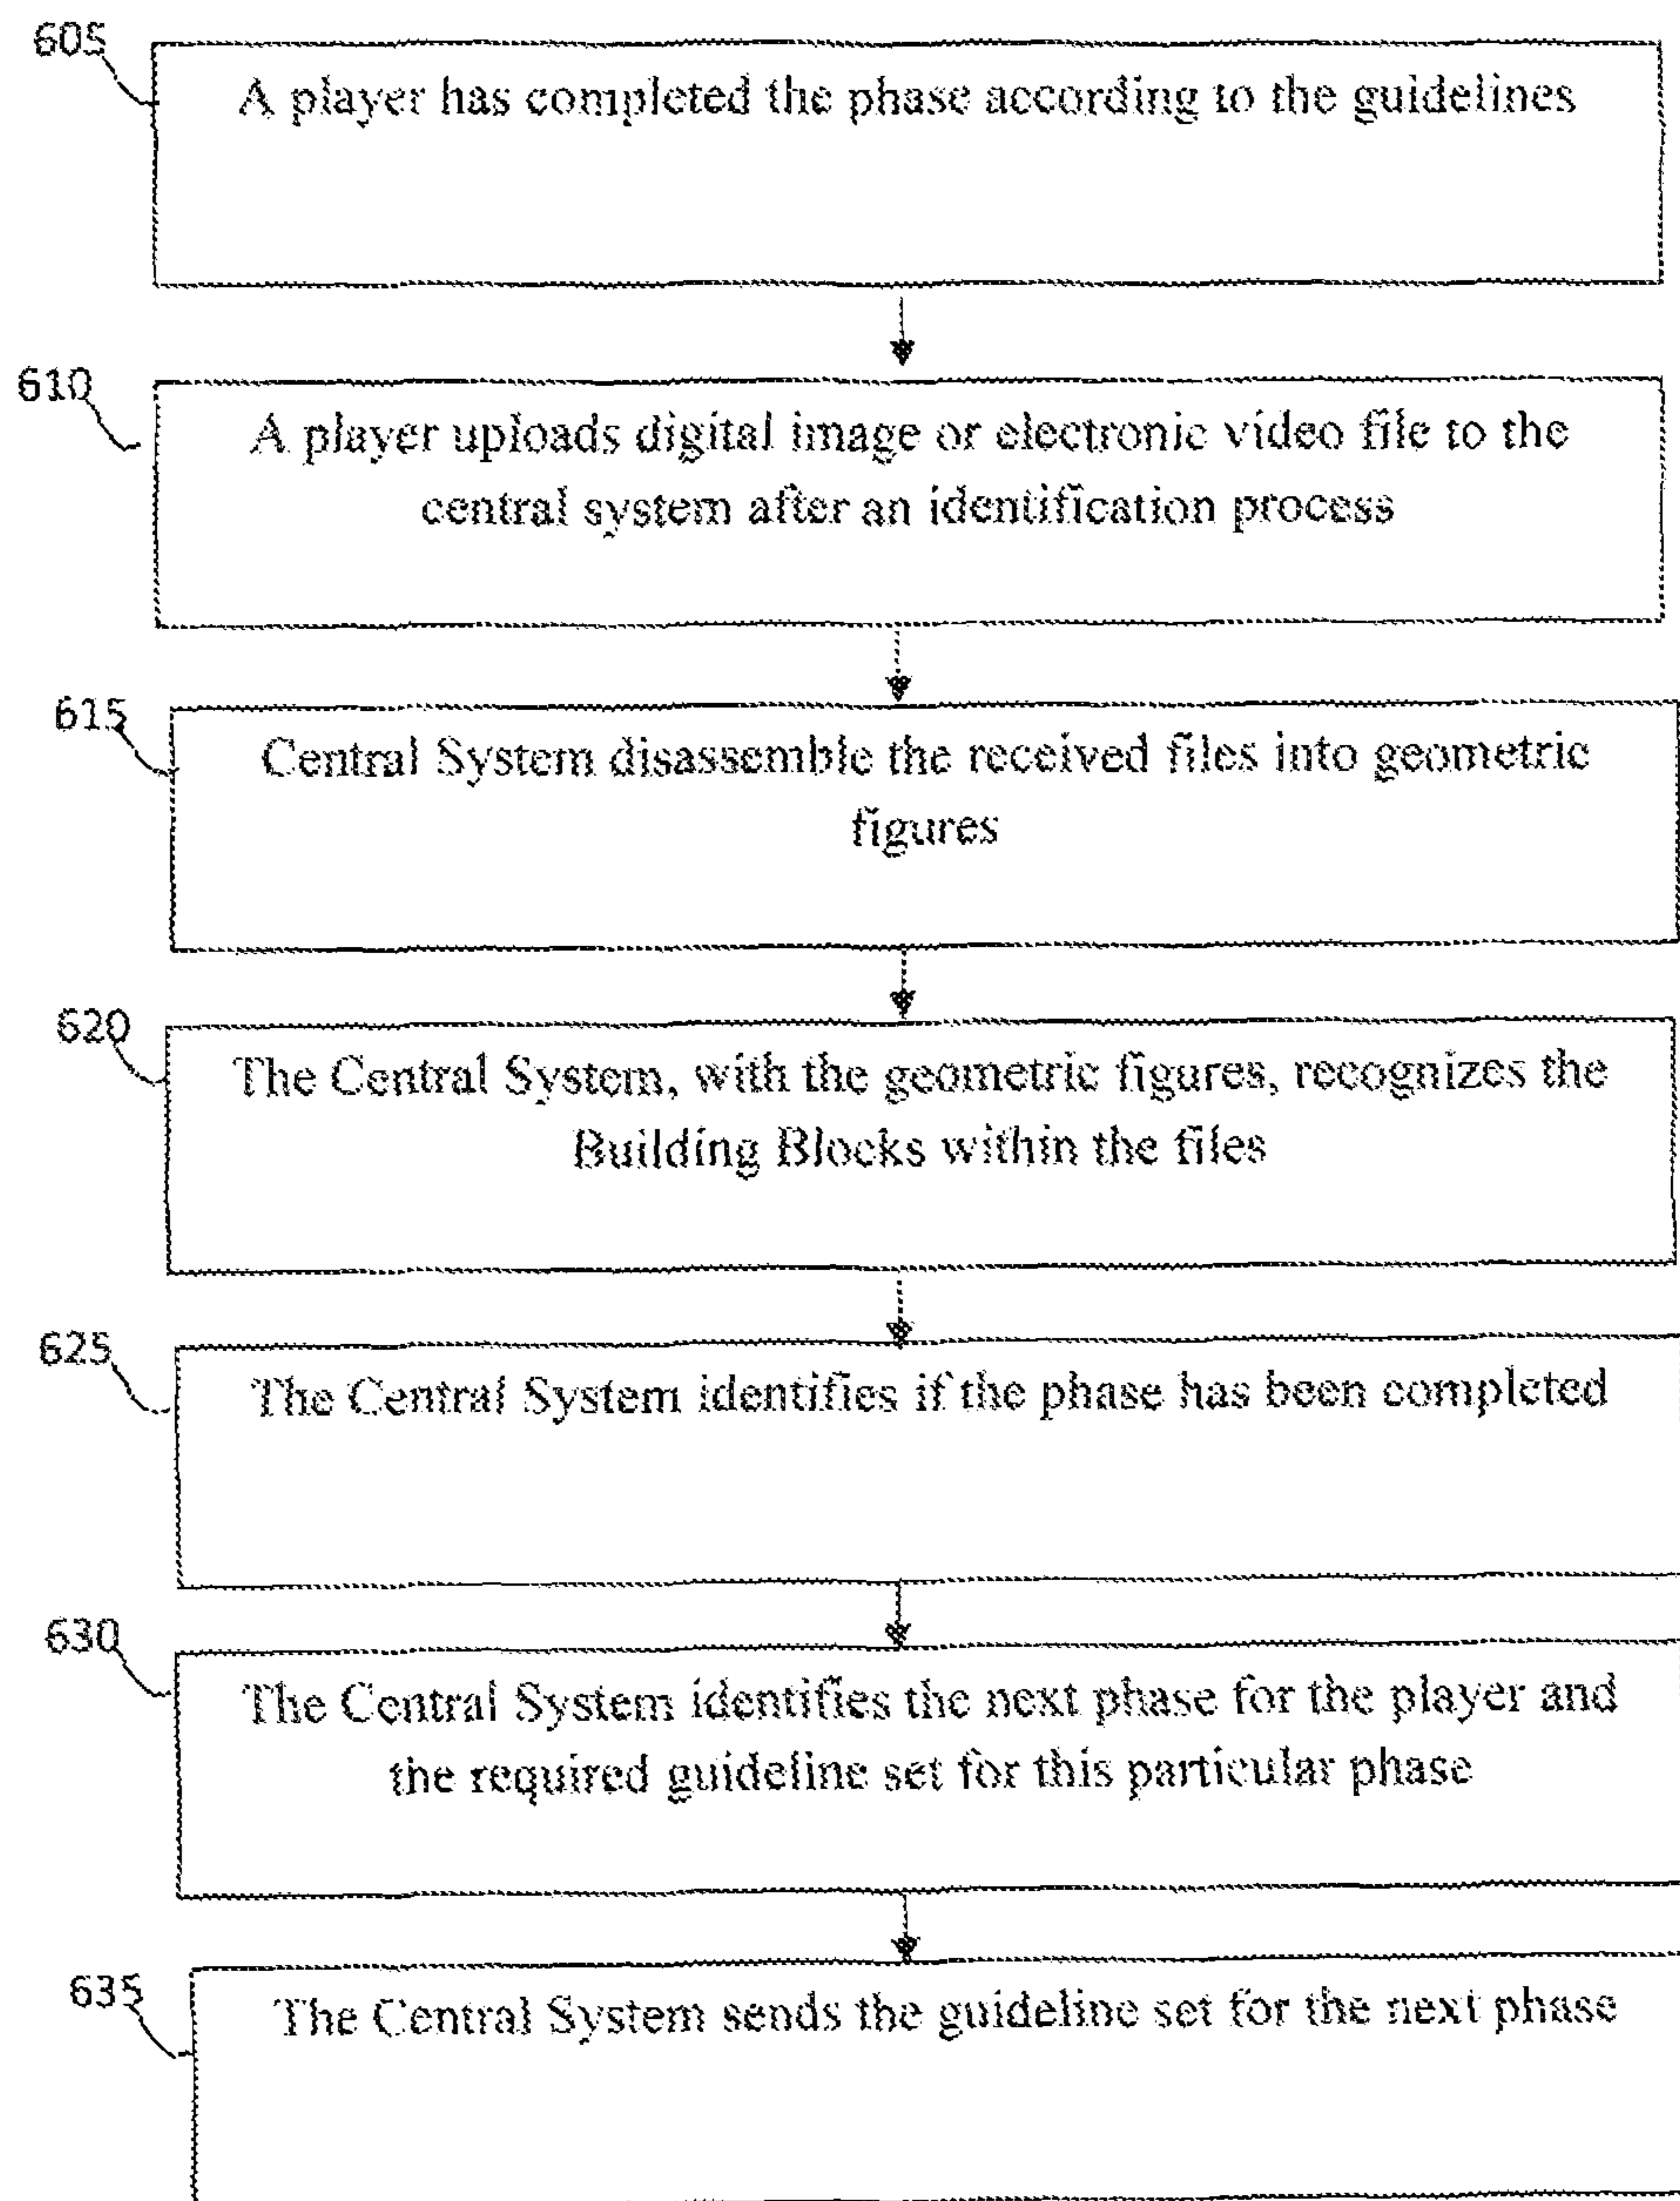 605
A player has completed the phase according to the guidelines
610
A player uploads digital image or electronic video file to the
central system after an identification process
615
Central System disassemble the received files into geometric
figures
620
The Central System, with the geometric figures, recognizes the
Building Blocks within the files
625
The Central System identifies if the phase has been completed
630
The Central System identifies the next phase for the player and
the required guideline set for this particular phase
635
The Central System sends the guideline set for the next phase